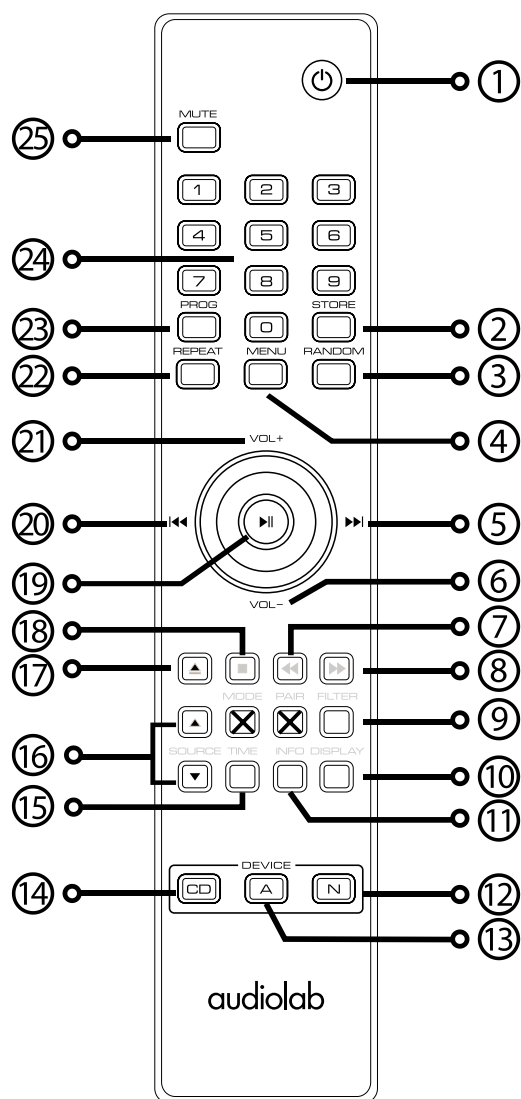 ① 
MUTE
㉕
1 2 3
4 5 6
㉔
7 8 9
PROG STORE
㉓ 0 ②
REPEAT MENU RANDOM
㉒ ③
㉑ VOL+ ④
⑳ ⑤
⑲ VOL- ⑥
⑱ ⑦
⑰ ⑧
MODE PAIR FILTER
⑨
⑯ SOURCE TIME INFO DISPLAY ⑩
⑮ ⑪
DEVICE
⑭ CD A N ⑫
⑬
audiolab